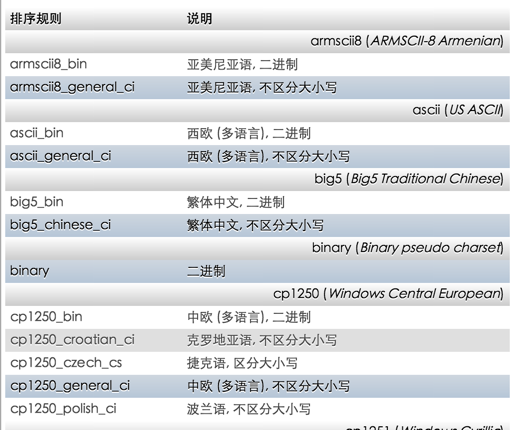 排序规则 说明
armscii8 (ARMSCII-8 Armenian)
armscii8_bin 亚美尼亚语, 二进制
armscii8_general_ci 亚美尼亚语, 不区分大小写
ascii (US ASCII)
ascii_bin 西欧 (多语言), 二进制
ascii_general_ci 西欧 (多语言), 不区分大小写
big5 (Big5 Traditional Chinese)
big5_bin 繁体中文, 二进制
big5_chinese_ci 繁体中文, 不区分大小写
binary (Binary pseudo charset)
binary 二进制
cp1250 (Windows Central European)
cp1250_bin 中欧 (多语言), 二进制
cp1250_croatian_ci 克罗地亚语, 不区分大小写
cp1250_czech_cs 捷克语, 区分大小写
cp1250_general_ci 中欧 (多语言), 不区分大小写
cp1250_polish_ci 波兰语, 不区分大小写
cp1251 (Windows Cyrillic)